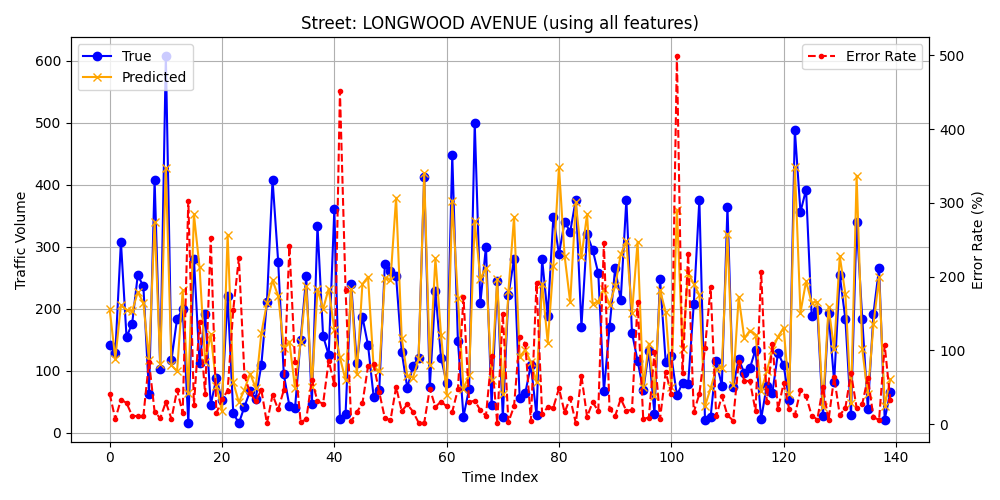 Street: LONGWOOD AVENUE (using all features)
True
Predicted
Error Rate
Traffic Volume
Error Rate (%)
600
500
400
300
200
100
0
500
400
300
200
100
0
0 20 40 60 80 100 120 140
Time Index